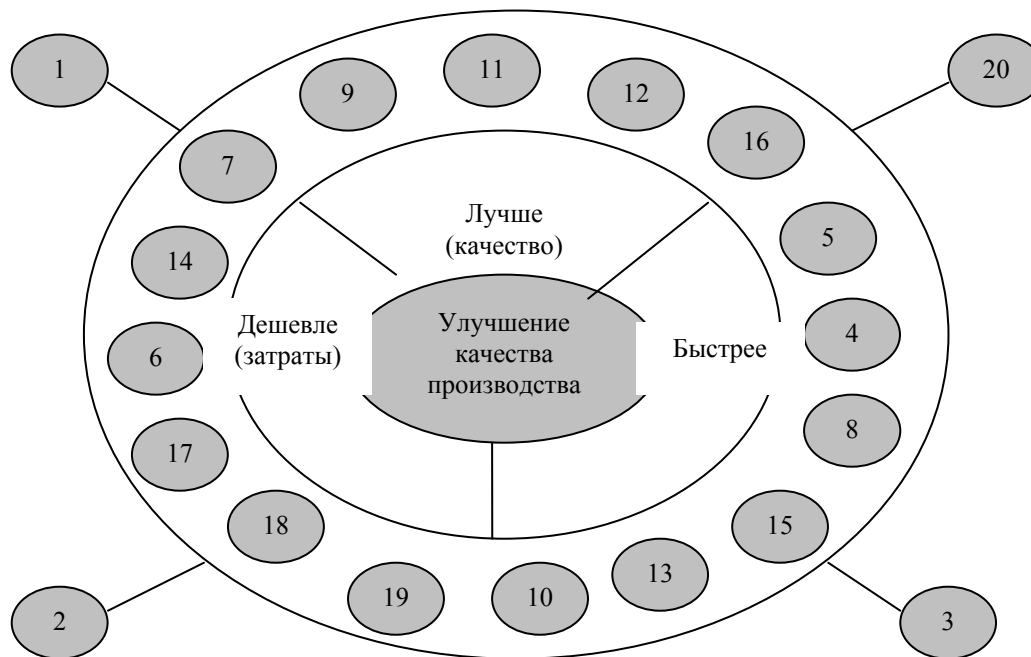 1
11
20
9
12
16
7
Лучше
(качество)
5
14
Дешевле
(затраты)
Улучшение
качества
производства
Быстрее
4
6
8
17
18
15
13
19
10
2
3